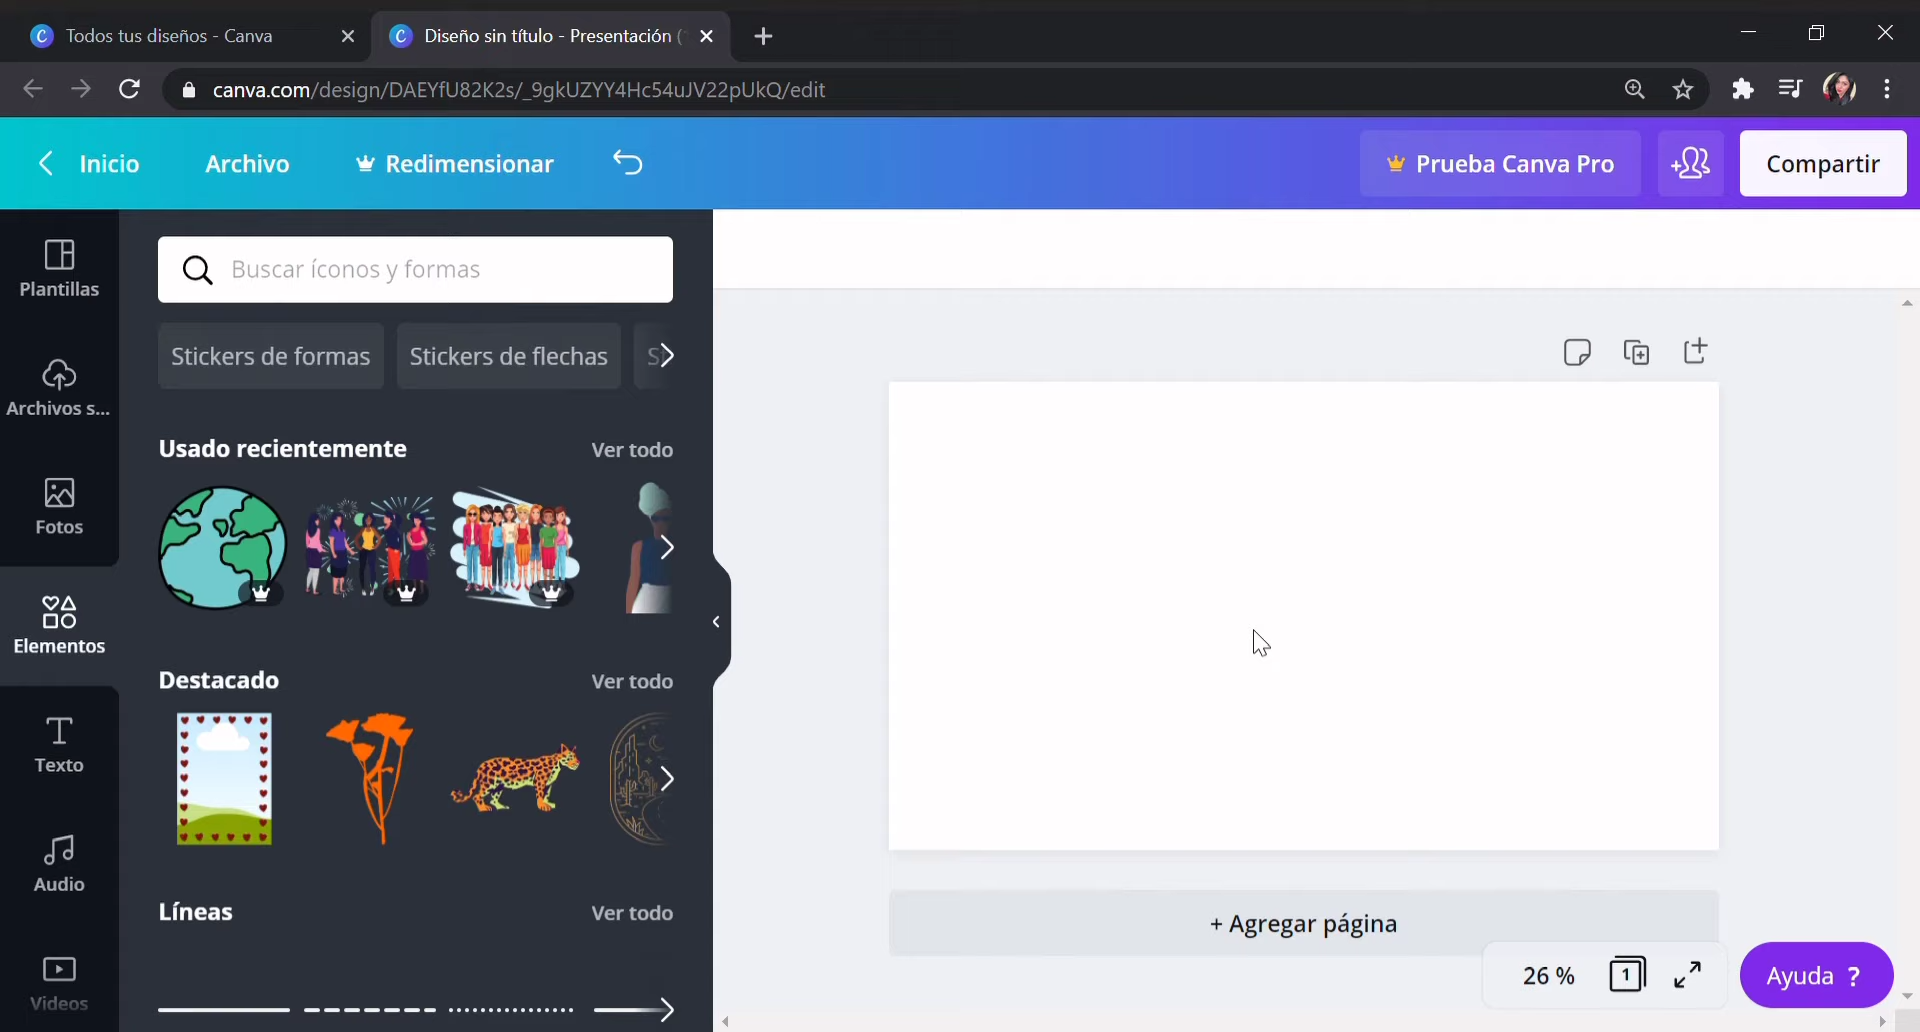 Todos tus diseños - Canva
Diseño sin título - Presentación (
canva.com/design/DAEYfU82K2s/_9gkUZYY4Hc54uJV22pUkQ/edit
Inicio
Archivo
Redimensionar
Prueba Canva Pro
Compartir
Plantillas
Archivos s...
Fotos
Elementos
Texto
Audio
Videos
Buscar íconos y formas
Stickers de formas
Stickers de flechas
Usado recientemente
Ver todo
Destacado
Ver todo
Líneas
Ver todo
+ Agregar página
26 %
1
Ayuda ?